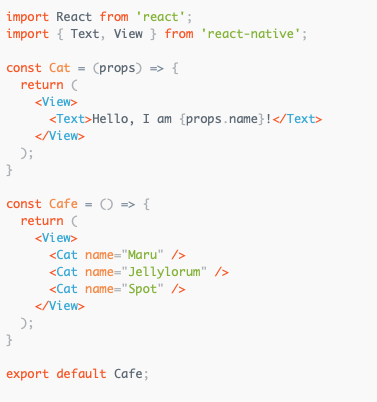 import React from 'react';
import { Text, View } from 'react-native';

const Cat = (props) => {
  return (
    <View>
      <Text>Hello, I am {props.name}!</Text>
    </View>
  );
}

const Cafe = () => {
  return (
    <View>
      <Cat name="Maru" />
      <Cat name="Jellylorum" />
      <Cat name="Spot" />
    </View>
  );
}

export default Cafe;